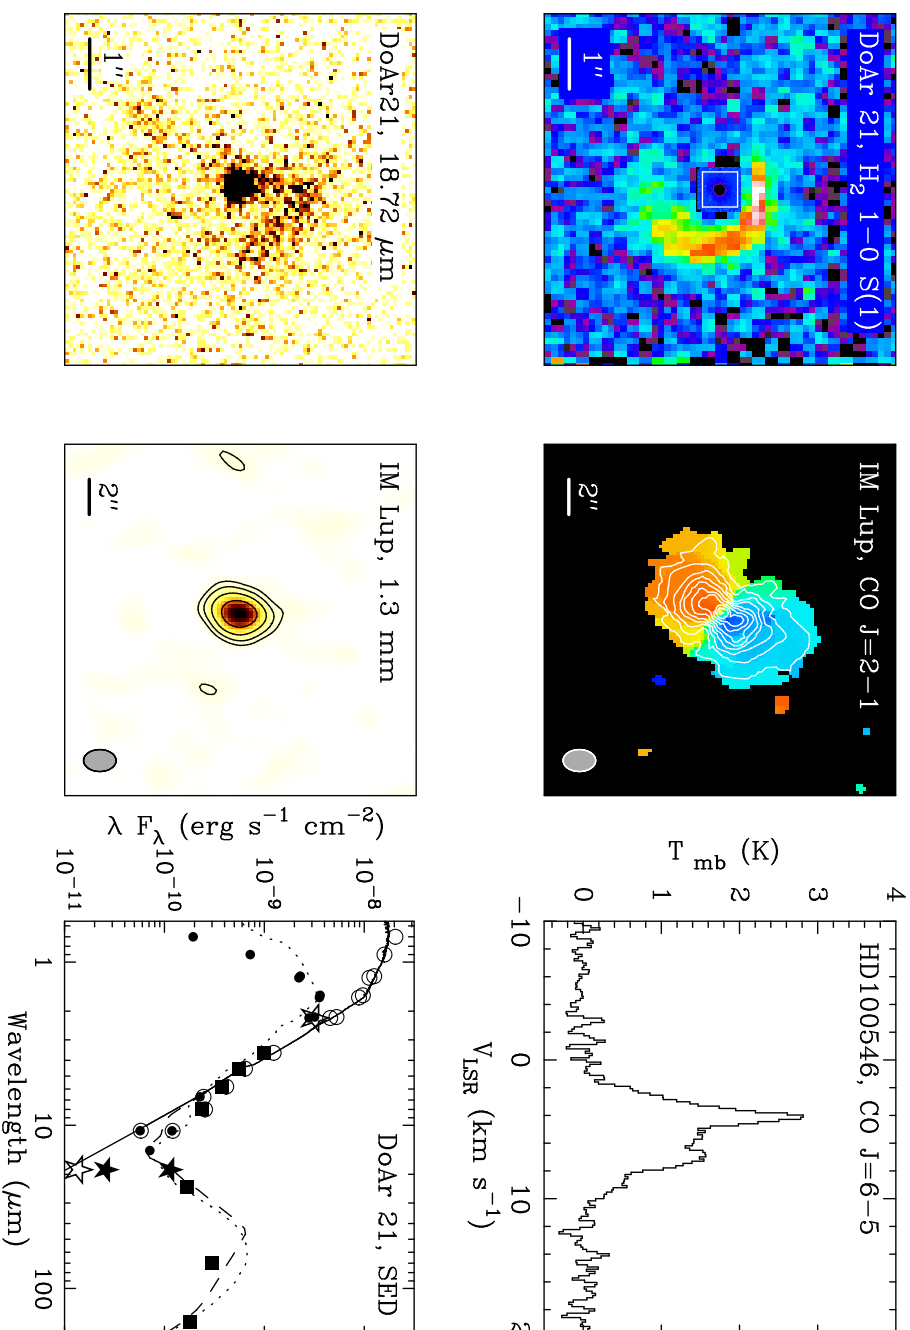 DoAr 21, H2 1−0 S(1)
1″
IM Lup, CO J=2−1
2″
HD100546, CO J=6−5
T mb (K)
0 1 2 3 4
−10 0 10
V LSR (km s−1)
DoAr21, 18.72 μm
1″
IM Lup, 1.3 mm
2″
DoAr 21, SED
λ Fλ (erg s−1 cm−2)
10−11 10−10 10−9 10−8
1 10 100
Wavelength (μm)